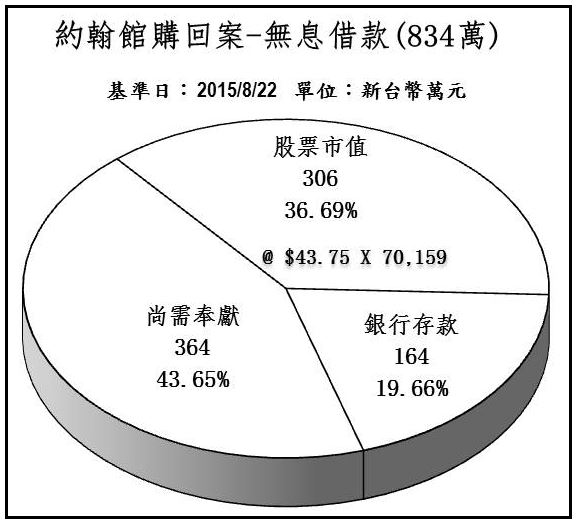 約翰館購回案-無息借款(834萬)
基準日：2015/8/22 單位：新台幣萬元
股票市值
306
36.69%
@ $43.75 X 70,159
尚需奉獻
364
43.65%
銀行存款
164
19.66%